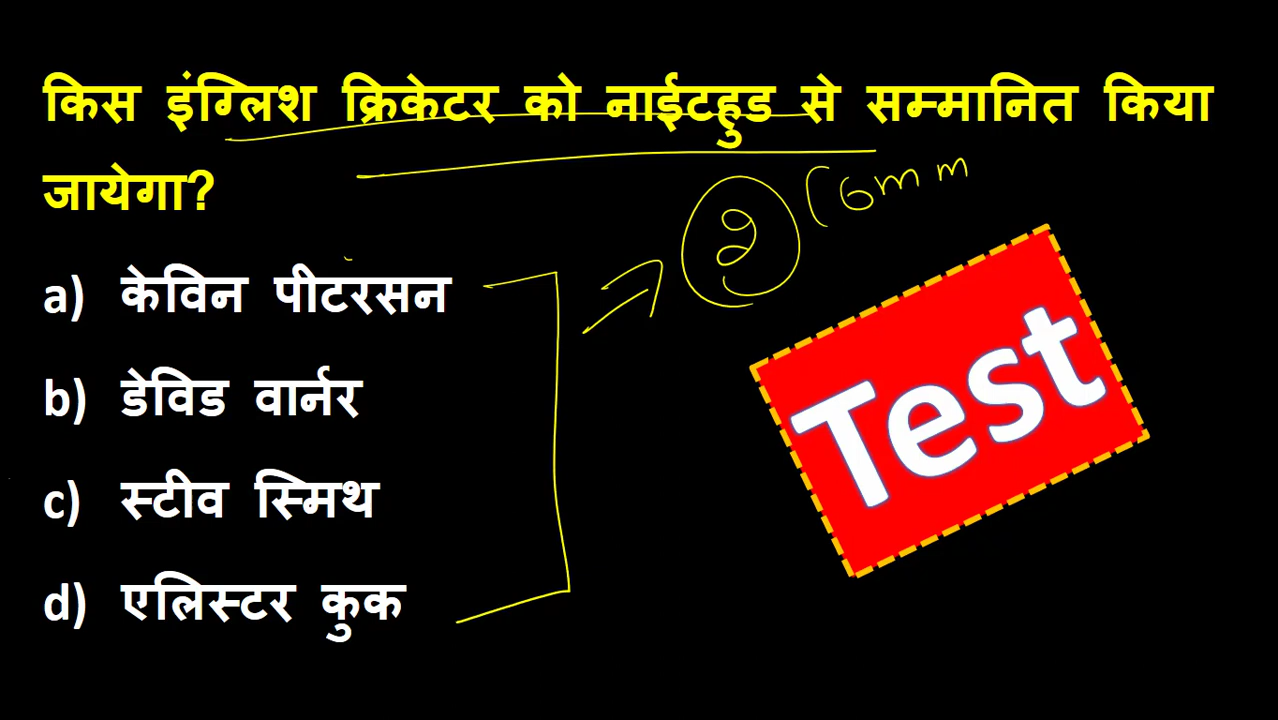 किस इंग्लिश क्रिकेटर को नाईटहुड से सम्मानित किया
जायेगा?
a) केविन पीटरसन
b) डेविड वार्नर
c) स्टीव स्मिथ
d) एलिस्टर कुक
Test